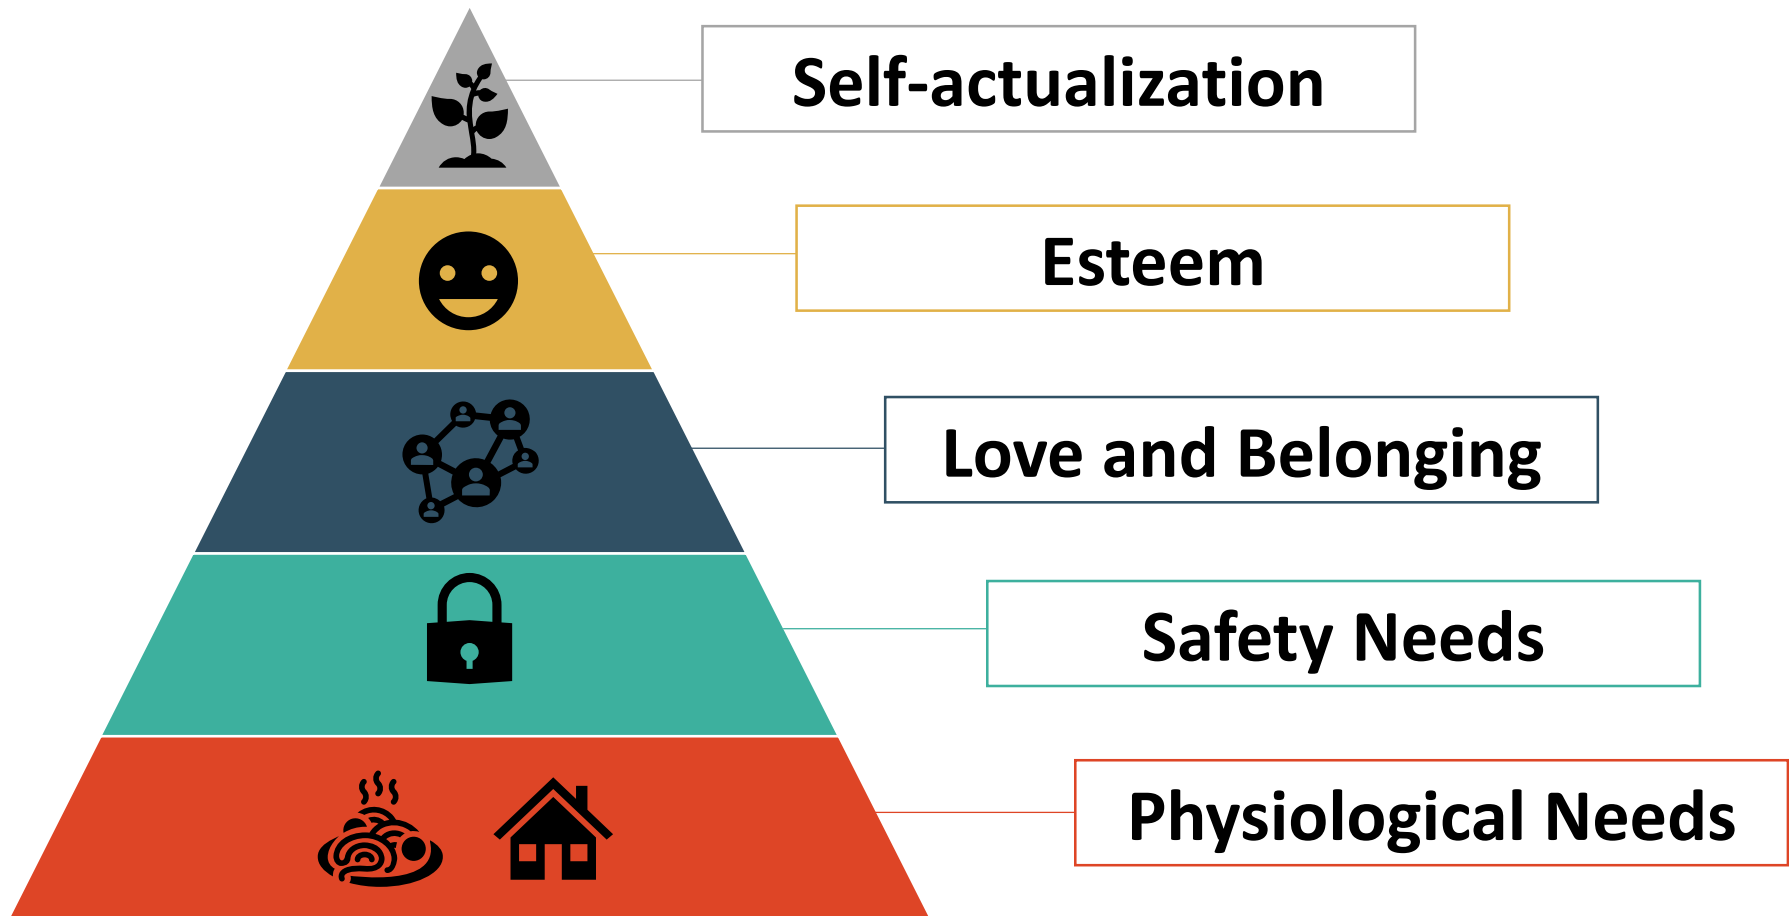 Self-actualization
Esteem
Love and Belonging
Safety Needs
Physiological Needs